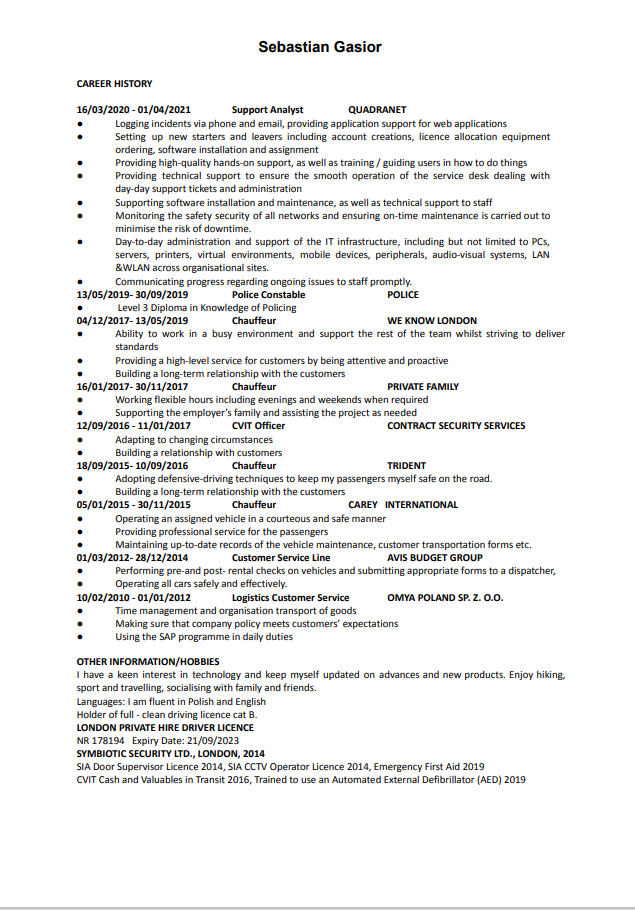 Sebastian Gasior
CAREER HISTORY
16/03/2020 - 01/04/2021 Support Analyst QUADRANET
● Logging incidents via phone and email, providing application support for web applications
● Setting up new starters and leavers including account creations, licence allocation equipment
ordering, software installation and assignment
● Providing high-quality hands-on support, as well as training / guiding users in how to do things
● Providing technical support to ensure the smooth operation of the service desk dealing with
day-day support tickets and administration
● Supporting software installation and maintenance, as well as technical support to staff
● Monitoring the safety security of all networks and ensuring on-time maintenance is carried out to
minimise the risk of downtime.
● Day-to-day administration and support of the IT infrastructure, including but not limited to PCs,
servers, printers, virtual environments, mobile devices, peripherals, audio-visual systems, LAN
&WLAN across organisational sites.
● Communicating progress regarding ongoing issues to staff promptly.
13/05/2019- 30/09/2019 Police Constable POLICE
● Level 3 Diploma in Knowledge of Policing
04/12/2017- 13/05/2019 Chauffeur WE KNOW LONDON
● Ability to work in a busy environment and support the rest of the team whilst striving to deliver
standards
● Providing a high-level service for customers by being attentive and proactive
● Building a long-term relationship with the customers
16/01/2017- 30/11/2017 Chauffeur PRIVATE FAMILY
● Working flexible hours including evenings and weekends when required
● Supporting the employer's family and assisting the project as needed
12/09/2016 - 11/01/2017 CVIT Officer CONTRACT SECURITY SERVICES
● Adapting to changing circumstances
● Building a relationship with customers
18/09/2015- 10/09/2016 Chauffeur TRIDENT
● Adopting defensive-driving techniques to keep my passengers myself safe on the road.
● Building a long-term relationship with the customers
05/01/2015 - 30/11/2015 Chauffeur CAREY INTERNATIONAL
● Operating an assigned vehicle in a courteous and safe manner
● Providing professional service for the passengers
● Maintaining up-to-date records of the vehicle maintenance, customer transportation forms etc.
01/03/2012- 28/12/2014 Customer Service Line AVIS BUDGET GROUP
● Performing pre-and post- rental checks on vehicles and submitting appropriate forms to a dispatcher,
● Operating all cars safely and effectively.
10/02/2010 - 01/01/2012 Logistics Customer Service OMYA POLAND SP. Z. O.O.
● Time management and organisation transport of goods
● Making sure that company policy meets customers' expectations
● Using the SAP programme in daily duties
OTHER INFORMATION/HOBBIES
I have a keen interest in technology and keep myself updated on advances and new products. Enjoy hiking,
sport and travelling, socialising with family and friends.
Languages: I am fluent in Polish and English
Holder of full - clean driving licence cat B.
LONDON PRIVATE HIRE DRIVER LICENCE
NR 178194 Expiry Date: 21/09/2023
SYMBIOTIC SECURITY LTD., LONDON, 2014
SIA Door Supervisor Licence 2014, SIA CCTV Operator Licence 2014, Emergency First Aid 2019
CVIT Cash and Valuables in Transit 2016, Trained to use an Automated External Defibrillator (AED) 2019